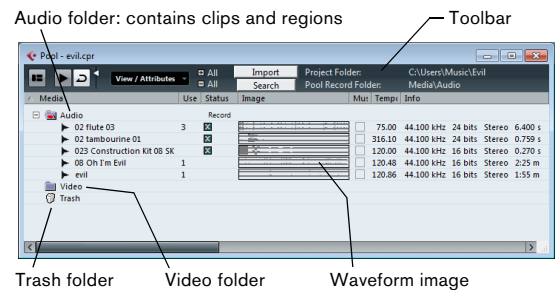 Audio folder: contains clips and regions
Toolbar
Pool - evil.cpr
View / Attributes
All
All
Import
Search
Project Folder: C:\Users\Music\Evil
Pool Record Folder: Media\Audio
Media Use Status Image Mus Tempo Info
Audio Record
02 flute 03 3 X 75.00 44.100 kHz 24 bits Stereo 6.400 s
02 tambourine 01 X 316.10 44.100 kHz 24 bits Stereo 0.759 s
023 Construction Kit 08 SK X 120.00 44.100 kHz 16 bits Stereo 0.270 s
08 Oh I'm Evil 1 120.48 44.100 kHz 16 bits Stereo 2:25 m
evil 1 120.86 44.100 kHz 16 bits Stereo 1:55 m
Video
Trash
Trash folder
Video folder
Waveform image